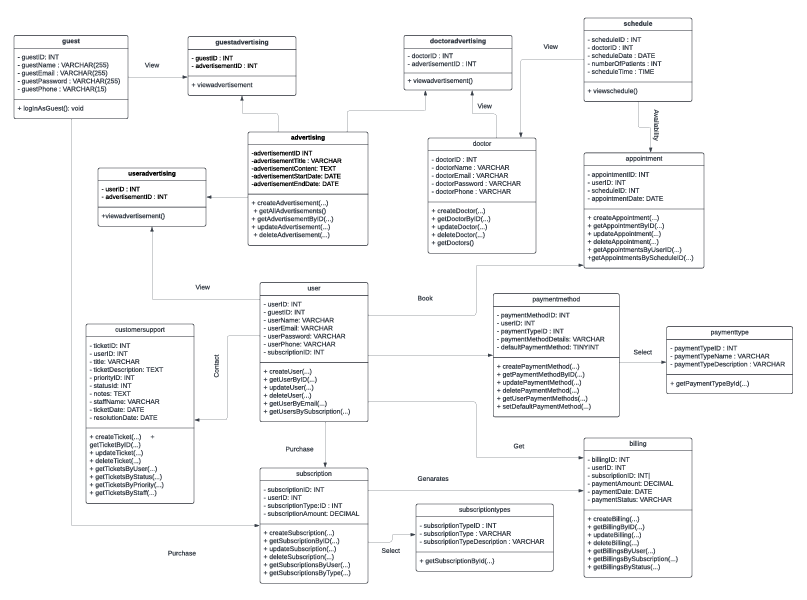 guest
- guestID: INT
- guestName : VARCHAR(255)
- guestEmail : VARCHAR(255)
- guestPassword : VARCHAR(255)
- guestPhone : VARCHAR(15)
+ logInAsGuest(): void
View
guestadvertising
- guestID : INT
- advertisementID : INT
+ viewadvertisement
doctoradvertising
- doctorID : INT
- advertisementID : INT
+ viewadvertisement()
View
View
schedule
- scheduleID : INT
- doctorID : INT
- scheduleDate : DATE
- numberOfPatients : INT
- scheduleTime : TIME
+ viewschedule()
Availability
advertising
-advertisementID INT
-advertisementTitle : VARCHAR
-advertisementContent: TEXT
-advertisementStartDate: DATE
-advertisementEndDate: DATE
+ createAdvertisement(...)
+ getAllAdvertisements()
+ getAdvertisementByID(...)
+ updateAdvertisement(...)
+ deleteAdvertisement(...)
doctor
- doctorID : INT
- doctorName : VARCHAR
- doctorEmail : VARCHAR
- doctorPassword : VARCHAR
- doctorPhone : VARCHAR
+ createDoctor(...)
+ getDoctorByID(...)
+ updateDoctor(...)
+ deleteDoctor(...)
+ getDoctors()
appointment
- appointmentID: INT
- userID: INT
- scheduleID: INT
- appointmentDate: DATE
+ createAppointment(...)
+ getAppointmentByID(...)
+ updateAppointment(...)
+ deleteAppointment(...)
+ getAppointmentsByUserID(...)
+getAppointmentsByScheduleID(...)
useradvertising
- userID : INT
- advertisementID : INT
+viewadvertisement()
View
user
- userID: INT
- guestID: INT
- userName: VARCHAR
- userEmail: VARCHAR
- userPassword: VARCHAR
- userPhone: VARCHAR
- subscriptionID: INT
+ createUser(...)
+ getUserByID(...)
+ updateUser(...)
+ deleteUser(...)
+ getUserByEmail(...)
+ getUsersBySubscription(...)
Book
paymentmethod
- paymentMethodID: INT
- userID: INT
- paymentTypeID : INT
- paymentMethodDetails: VARCHAR
- defaultPaymentMethod: TINYINT
+ createPaymentMethod(...)
+ getPaymentMethodByID(...)
+ updatePaymentMethod(...)
+ deletePaymentMethod(...)
+ getUserPaymentMethods(...)
+ setDefaultPaymentMethod(...)
Select
paymenttype
- paymentTypeID : INT
- paymentTypeName : VARCHAR
- paymentTypeDescription : VARCHAR
+ getPaymentTypeById(...)
customersupport
- ticketID: INT
- userID: INT
- title: VARCHAR
- ticketDescription: TEXT
- priorityID: INT
- statusId: INT
- notes: TEXT
- staffName: VARCHAR
- ticketDate: DATE
- resolutionDate: DATE
+ createTicket(...) +
getTicketByID(...)
+ updateTicket(...)
+ deleteTicket(...)
+ getTicketsByUser(...)
+ getTicketsByStatus(...)
+ getTicketsByPriority(...)
+ getTicketsByStaff(...)
Contact
Purchase
Get
billing
- billingID: INT
- userID: INT
- subscriptionID: INT|
- paymentAmount: DECIMAL
- paymentDate: DATE
- paymentStatus: VARCHAR
+ createBilling(...)
+ getBillingByID(...)
+ updateBilling(...)
+ deleteBilling(...)
+ getBillingsByUser(...)
+ getBillingsBySubscription(...)
+ getBillingsByStatus(...)
subscription
- subscriptionID: INT
- userID: INT
- subscriptionType:ID : INT
- subscriptionAmount: DECIMAL
+ createSubscription(...)
+ getSubscriptionByID(...)
+ updateSubscription(...)
+ deleteSubscription(...)
+ getSubscriptionsByUser(...)
+ getSubscriptionsByType(...)
Genarates
Purchase
Select
subscriptiontypes
- subscriptionTypeID : INT
- subscriptionType : VARCHAR
- subscriptionTypeDescription : VARCHAR
+ getSubscriptionById(...)